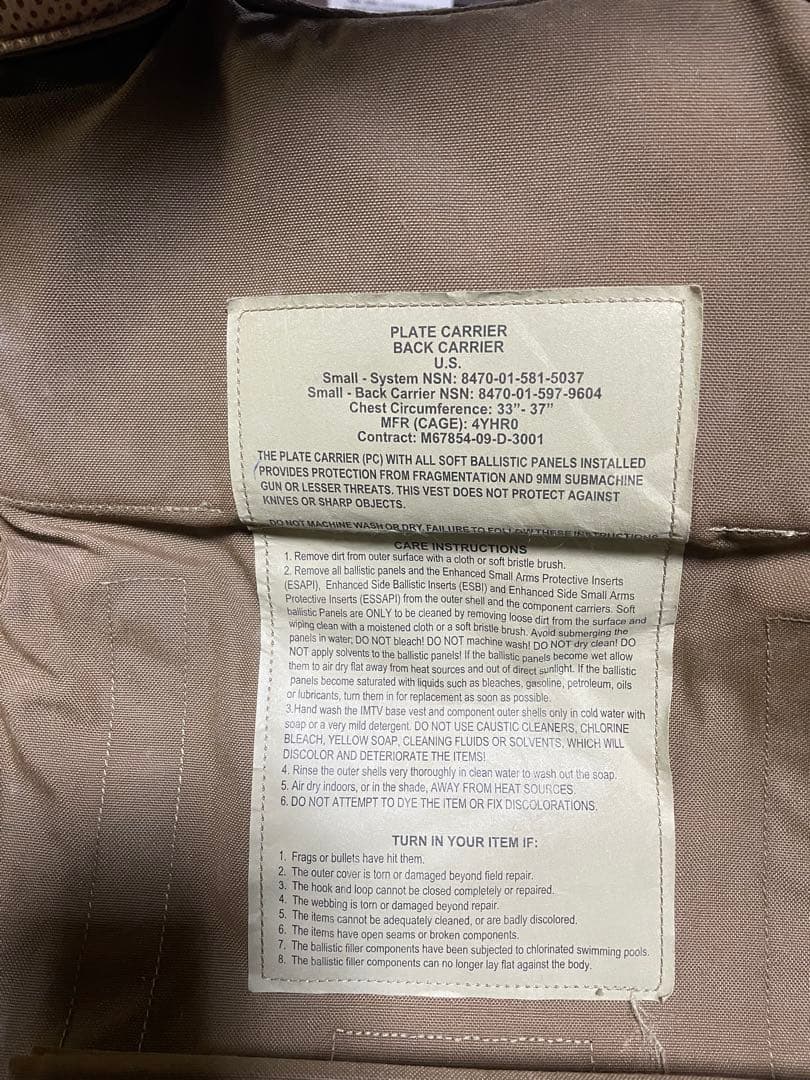 PLATE CARRIER
BACK CARRIER
U.S.
Small - System NSN: 8470-01-581-5037
Small - Back Carrier NSN: 8470-01-597-9604
Chest Circumference: 33”- 37”
MFR (CAGE): 4YHR0
Contract: M67854-09-D-3001
THE PLATE CARRIER (PC) WITH ALL SOFT BALLISTIC PANELS INSTALLED
PROVIDES PROTECTION FROM FRAGMENTATION AND 9MM SUBMACHINE
GUN OR LESSER THREATS. THIS VEST DOES NOT PROTECT AGAINST
KNIVES OR SHARP OBJECTS.
DO NOT MACHINE WASH OR DRY, FAILURE TO FOLLOW THESE INSTRUCTIONS
CARE INSTRUCTIONS
1. Remove dirt from outer surface with a cloth or soft bristle brush.
2. Remove all ballistic panels and the Enhanced Small Arms Protective Inserts
(ESAPI), Enhanced Side Ballistic Inserts (ESBI) and Enhanced Side Small Arms
Protective Inserts (ESSAPI) from the outer shell and the component carriers. Soft
ballistic Panels are ONLY to be cleaned by removing loose dirt from the surface and
wiping clean with a moistened cloth or a soft bristle brush. Avoid submerging the
panels in water; DO NOT bleach! DO NOT machine wash! DO NOT dry clean! DO
NOT apply solvents to the ballistic panels! If the ballistic panels become wet allow
them to air dry flat away from heat sources and out of direct sunlight. If the ballistic
panels become saturated with liquids such as bleaches, gasoline, petroleum, oils
or lubricants, turn them in for replacement as soon as possible.
3.Hand wash the IMTV base vest and component outer shells only in cold water with
soap or a very mild detergent. DO NOT USE CAUSTIC CLEANERS, CHLORINE
BLEACH, YELLOW SOAP, CLEANING FLUIDS OR SOLVENTS, WHICH WILL
DISCOLOR AND DETERIORATE THE ITEMS!
4. Rinse the outer shells very thoroughly in clean water to wash out the soap.
5. Air dry indoors, or in the shade, AWAY FROM HEAT SOURCES.
6. DO NOT ATTEMPT TO DYE THE ITEM OR FIX DISCOLORATIONS.
TURN IN YOUR ITEM IF:
1. Frags or bullets have hit them.
2. The outer cover is torn or damaged beyond field repair.
3. The hook and loop cannot be closed completely or repaired.
4. The webbing is torn or damaged beyond repair.
5. The items cannot be adequately cleaned, or are badly discolored.
6. The items have open seams or broken components.
7. The ballistic filler components have been subjected to chlorinated swimming pools.
8. The ballistic filler components can no longer lay flat against the body.